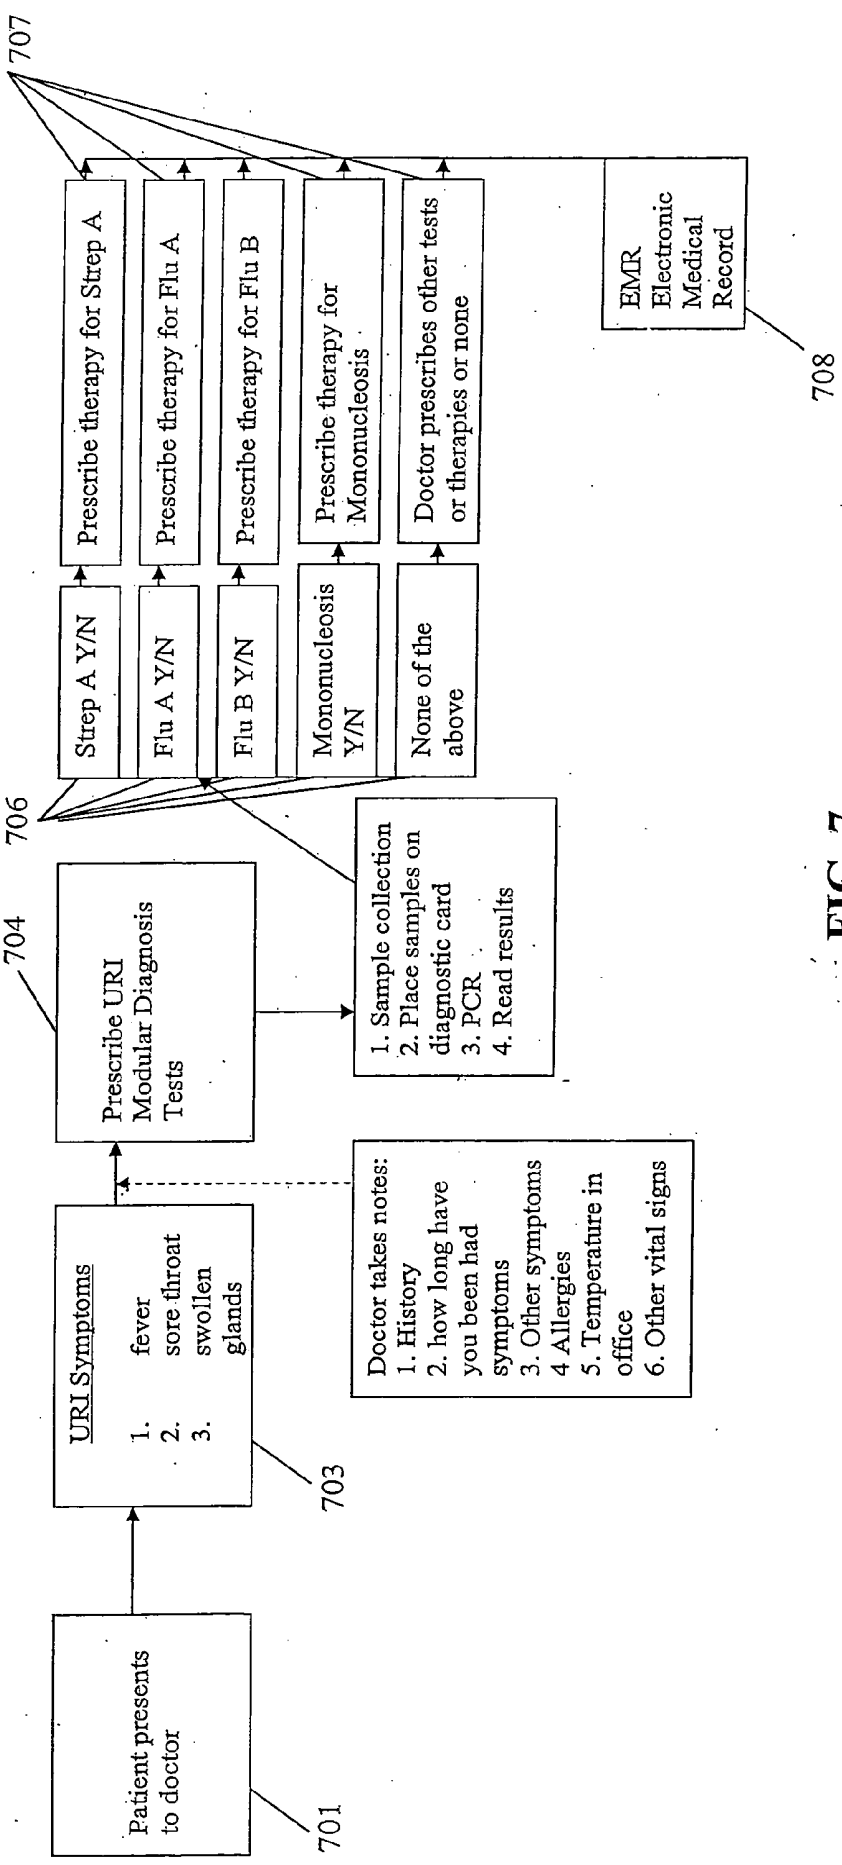 701
Patient presents
to doctor
703
URI Symptoms
1. fever
2. sore throat
3. swollen
glands
Doctor takes notes:
1. History
2. how long have
you been had
symptoms
3. Other symptoms
4 Allergies
5. Temperature in
office
6. Other vital signs
704
Prescribe URI
Modular Diagnosis
Tests
1. Sample collection
2. Place samples on
diagnostic card
3. PCR
4. Read results
706
Strep A Y/N
Flu A Y/N
Flu B Y/N
Mononucleosis
Y/N
None of the
above
707
Prescribe therapy for Strep A
Prescribe therapy for Flu A
Prescribe therapy for Flu B
Prescribe therapy for
Mononucleosis
Doctor prescribes other tests
or therapies or none
EMR
Electronic
Medical
Record
708
FIG. 7